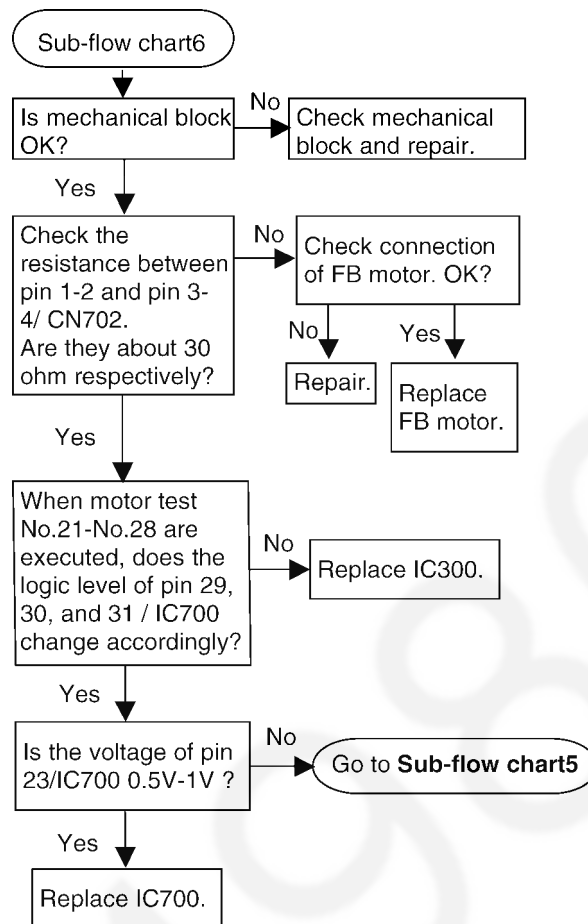 Sub-flow chart6
Is mechanical block
OK?
No
Check mechanical
block and repair.
Yes
Check the
resistance between
pin 1-2 and pin 3-
4/ CN702.
Are they about 30
ohm respectively?
No
Check connection
of FB motor. OK?
No
Yes
Repair.
Replace
FB motor.
Yes
When motor test
No.21-No.28 are
executed, does the
logic level of pin 29,
30, and 31 / IC700
change accordingly?
No
Replace IC300.
Yes
Is the voltage of pin
23/IC700 0.5V-1V ?
No
Go to Sub-flow chart5
Yes
Replace IC700.